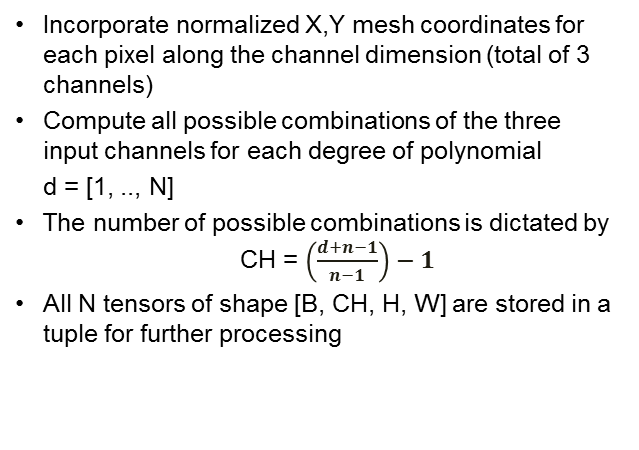 • Incorporate normalized X,Y mesh coordinates for
each pixel along the channel dimension (total of 3
channels)
• Compute all possible combinations of the three
input channels for each degree of polynomial
d = [1, .., N]
• The number of possible combinations is dictated by
CH = (d+n−1 / n−1) − 1
• All N tensors of shape [B, CH, H, W] are stored in a
tuple for further processing